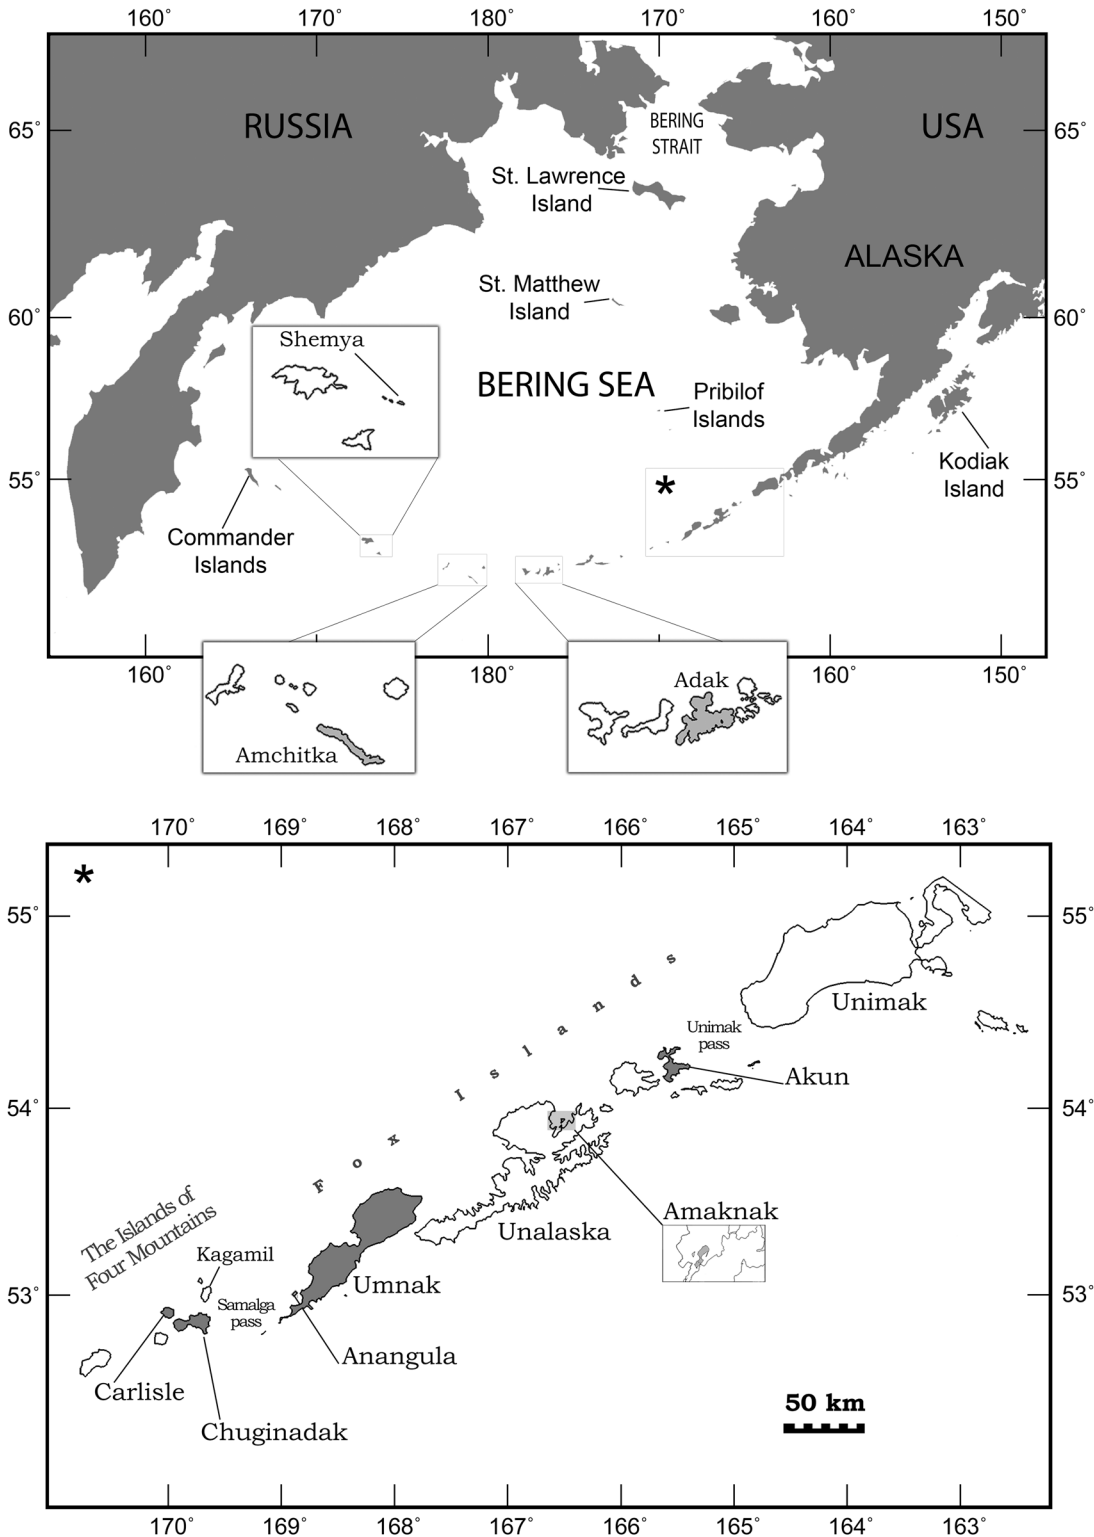 160° 170° 180° 170° 160° 150°
RUSSIA
BERING
STRAIT
USA
65°
65°
St. Lawrence
Island
ALASKA
St. Matthew
Island
60°
60°
Shemya
BERING SEA
Pribilof
Islands
Kodiak
Island
55°
*
55°
Commander
Islands
160° 180° 160° 150°
Adak
Amchitka
170° 169° 168° 167° 166° 165° 164° 163°
*
55°
55°
Unimak
Unimak
pass
Akun
54°
54°
Fox Islands
The Islands of
Four Mountains
Amaknak
Unalaska
Kagamil
Umnak
53°
53°
Samalga
pass
Anangula
Carlisle
Chuginadak
50 km
170° 169° 168° 167° 166° 165° 164° 163°